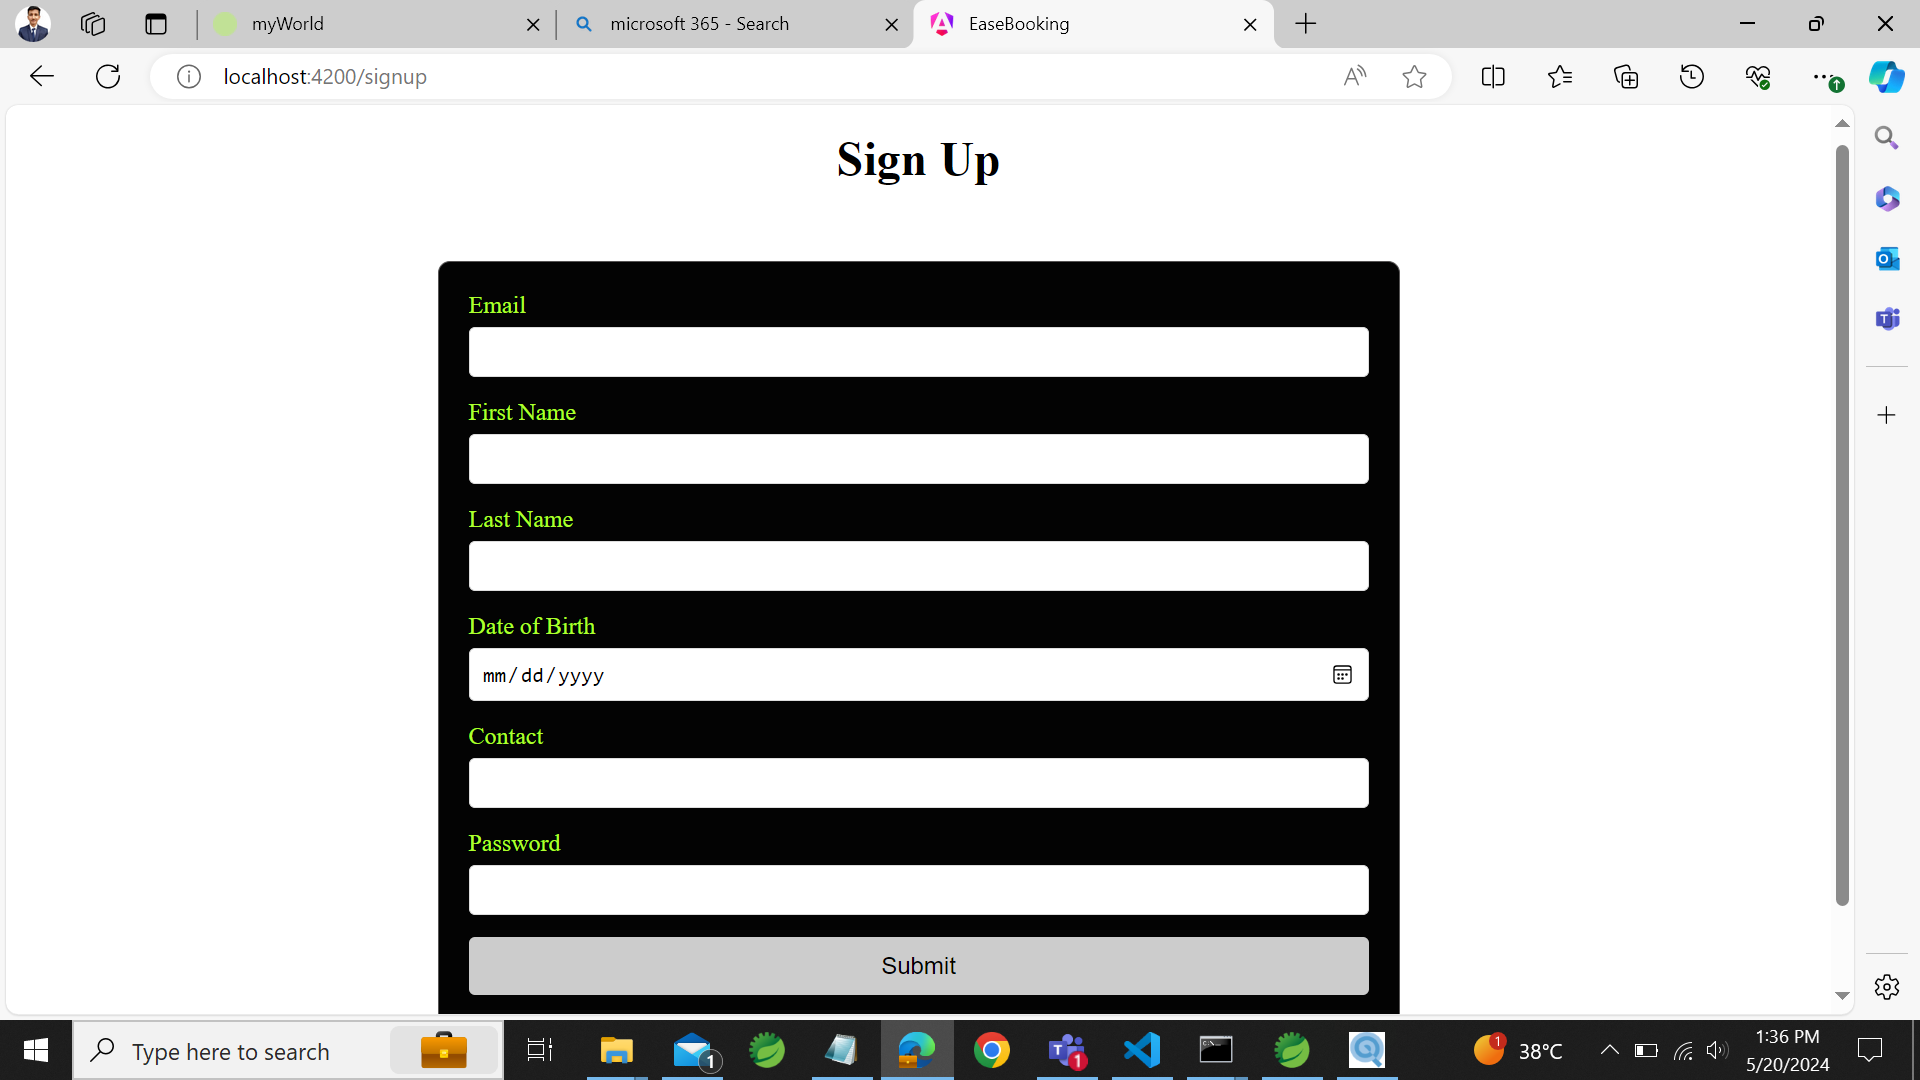 myWorld
microsoft 365 - Search
EaseBooking
localhost:4200/signup
Sign Up
Email
First Name
Last Name
Date of Birth
mm/dd/yyyy
Contact
Password
Submit
Type here to search
1
1
1
38°C
1:36 PM
5/20/2024